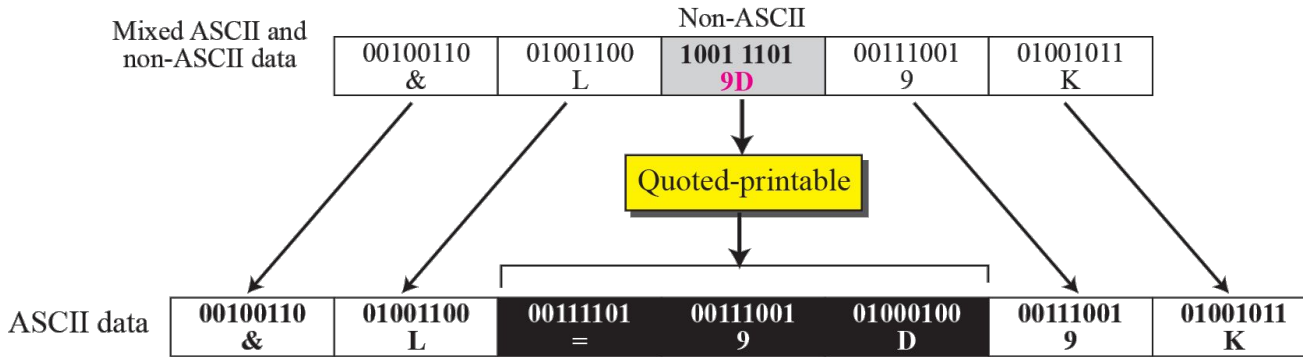 Non-ASCII
Mixed ASCII and
non-ASCII data
00100110 01001100 1001 1101 00111001 01001011
& L 9D 9 K
Quoted-printable
ASCII data
00100110 01001100 00111101 00111001 01000100 00111001 01001011
& L = 9 D 9 K